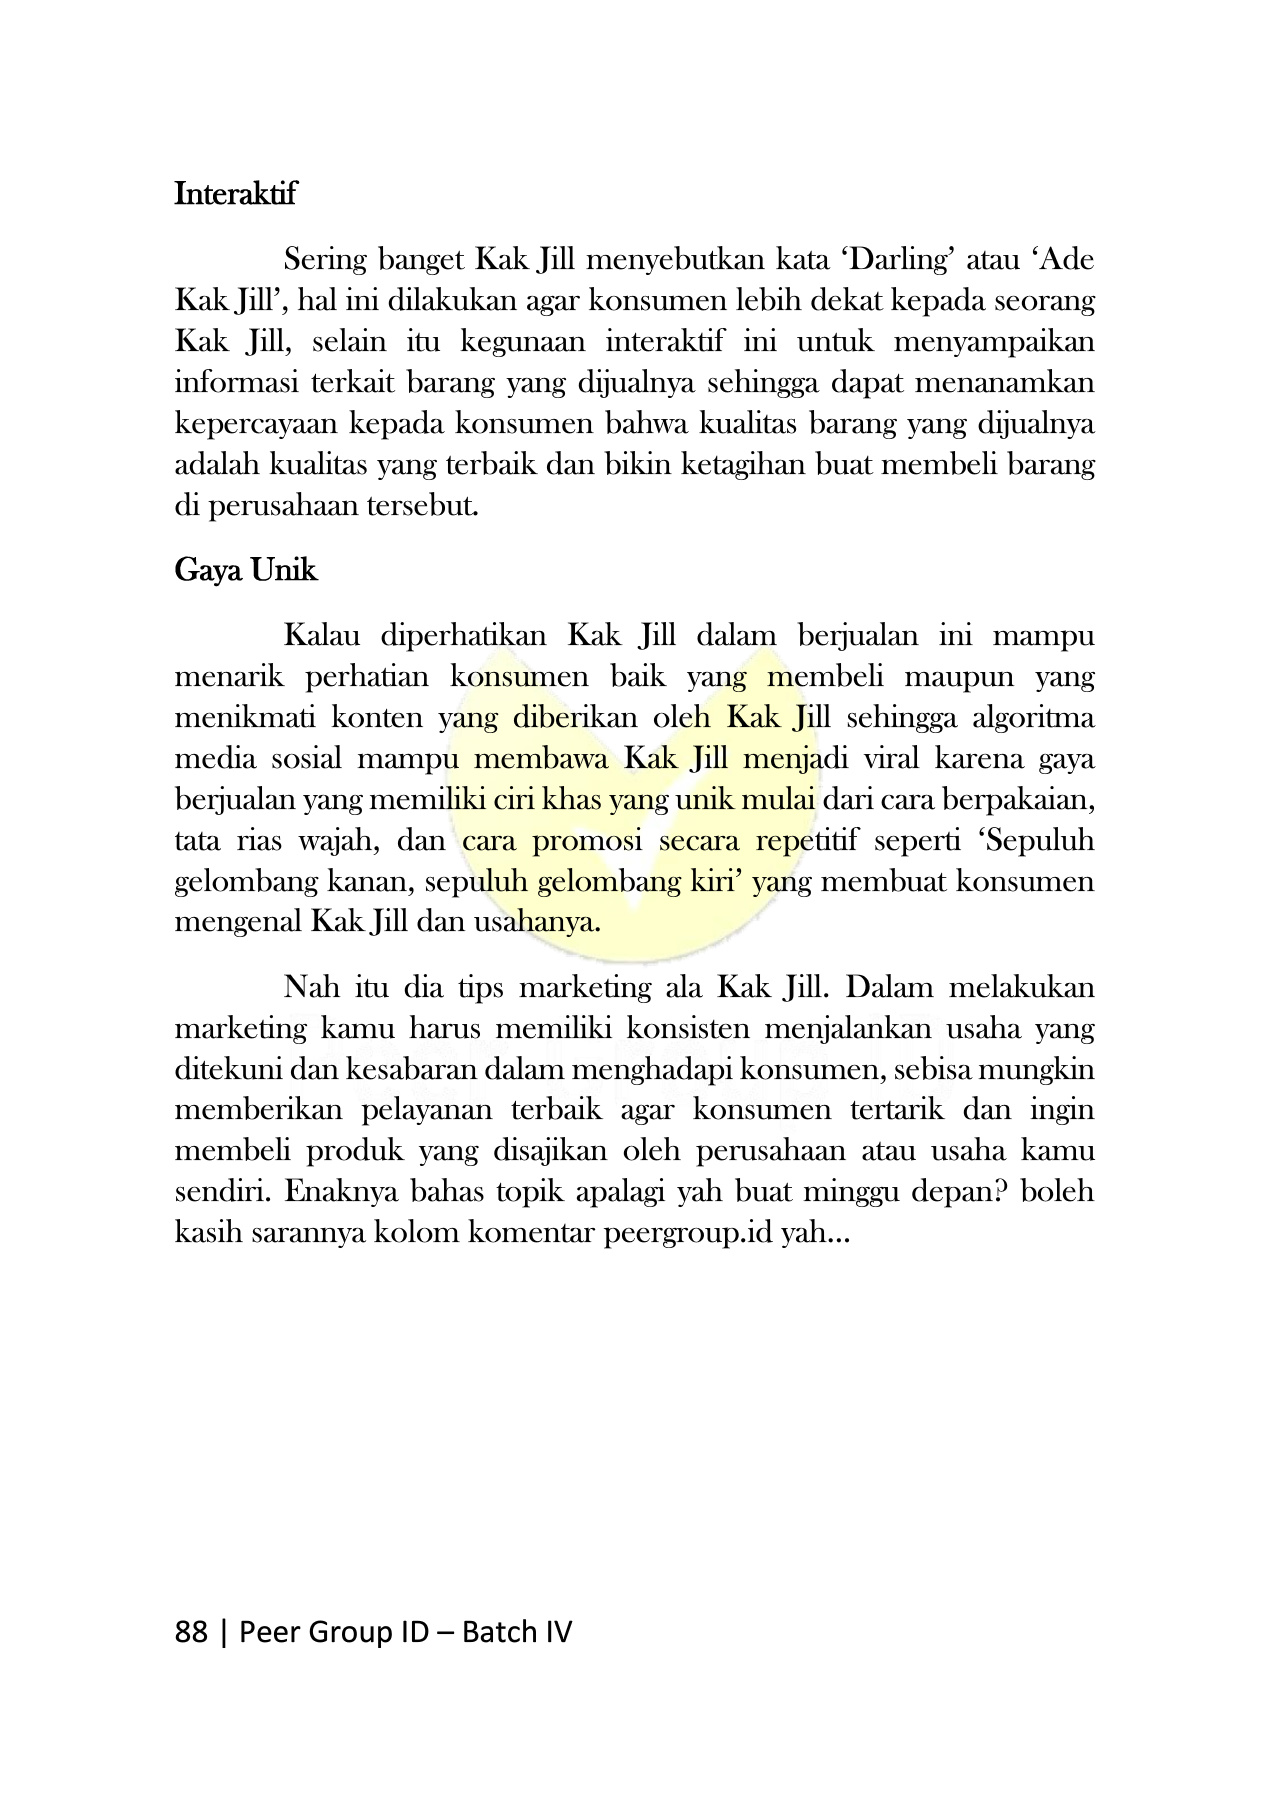 Interaktif
Sering banget Kak Jill menyebutkan kata ‘Darling’ atau ‘Ade
Kak Jill’, hal ini dilakukan agar konsumen lebih dekat kepada seorang
Kak Jill, selain itu kegunaan interaktif ini untuk menyampaikan
informasi terkait barang yang dijualnya sehingga dapat menanamkan
kepercayaan kepada konsumen bahwa kualitas barang yang dijualnya
adalah kualitas yang terbaik dan bikin ketagihan buat membeli barang
di perusahaan tersebut.
Gaya Unik
Kalau diperhatikan Kak Jill dalam berjualan ini mampu
menarik perhatian konsumen baik yang membeli maupun yang
menikmati konten yang diberikan oleh Kak Jill sehingga algoritma
media sosial mampu membawa Kak Jill menjadi viral karena gaya
berjualan yang memiliki ciri khas yang unik mulai dari cara berpakaian,
tata rias wajah, dan cara promosi secara repetitif seperti ‘Sepuluh
gelombang kanan, sepuluh gelombang kiri’ yang membuat konsumen
mengenal Kak Jill dan usahanya.
Nah itu dia tips marketing ala Kak Jill. Dalam melakukan
marketing kamu harus memiliki konsisten menjalankan usaha yang
ditekuni dan kesabaran dalam menghadapi konsumen, sebisa mungkin
memberikan pelayanan terbaik agar konsumen tertarik dan ingin
membeli produk yang disajikan oleh perusahaan atau usaha kamu
sendiri. Enaknya bahas topik apalagi yah buat minggu depan? boleh
kasih sarannya kolom komentar peergroup.id yah...
88 | Peer Group ID – Batch IV